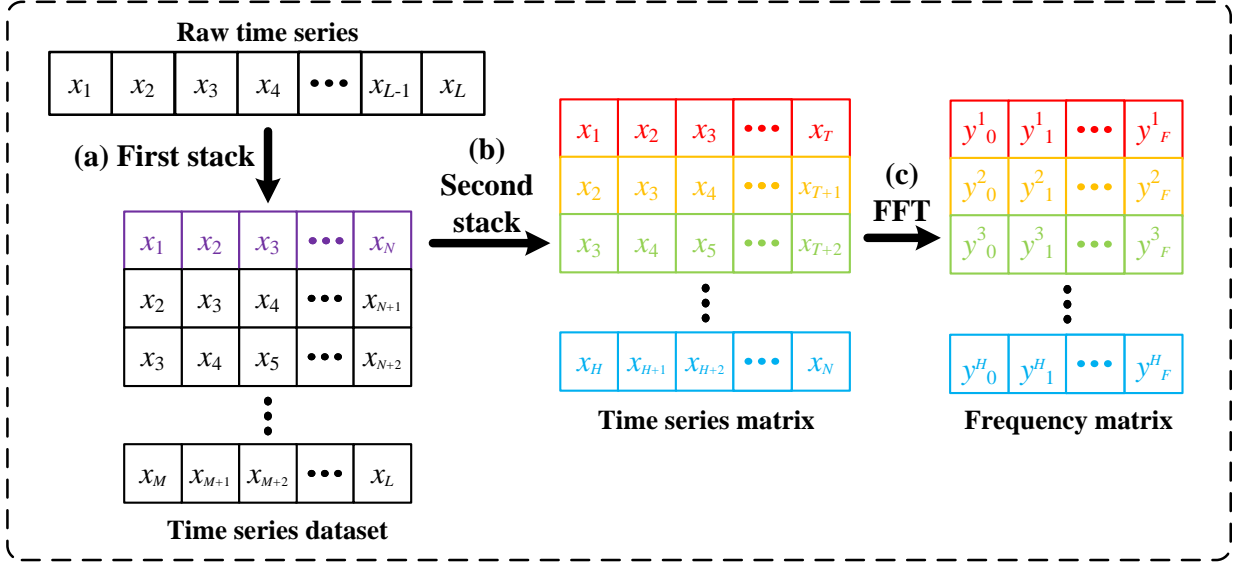 Raw time series
x1 x2 x3 x4 ••• xL-1 xL
(a) First stack
x1 x2 x3 ••• xN
x2 x3 x4 ••• xN+1
x3 x4 x5 ••• xN+2
xM xM+1 xM+2 ••• xL
Time series dataset
(b)
Second
stack
x1 x2 x3 ••• xT
x2 x3 x4 ••• xT+1
x3 x4 x5 ••• xT+2
xH xH+1 xH+2 ••• xN
Time series matrix
(c)
FFT
y¹0 y¹1 ••• y¹F
y²0 y²1 ••• y²F
y³0 y³1 ••• y³F
yᴴ0 yᴴ1 ••• yᴴF
Frequency matrix